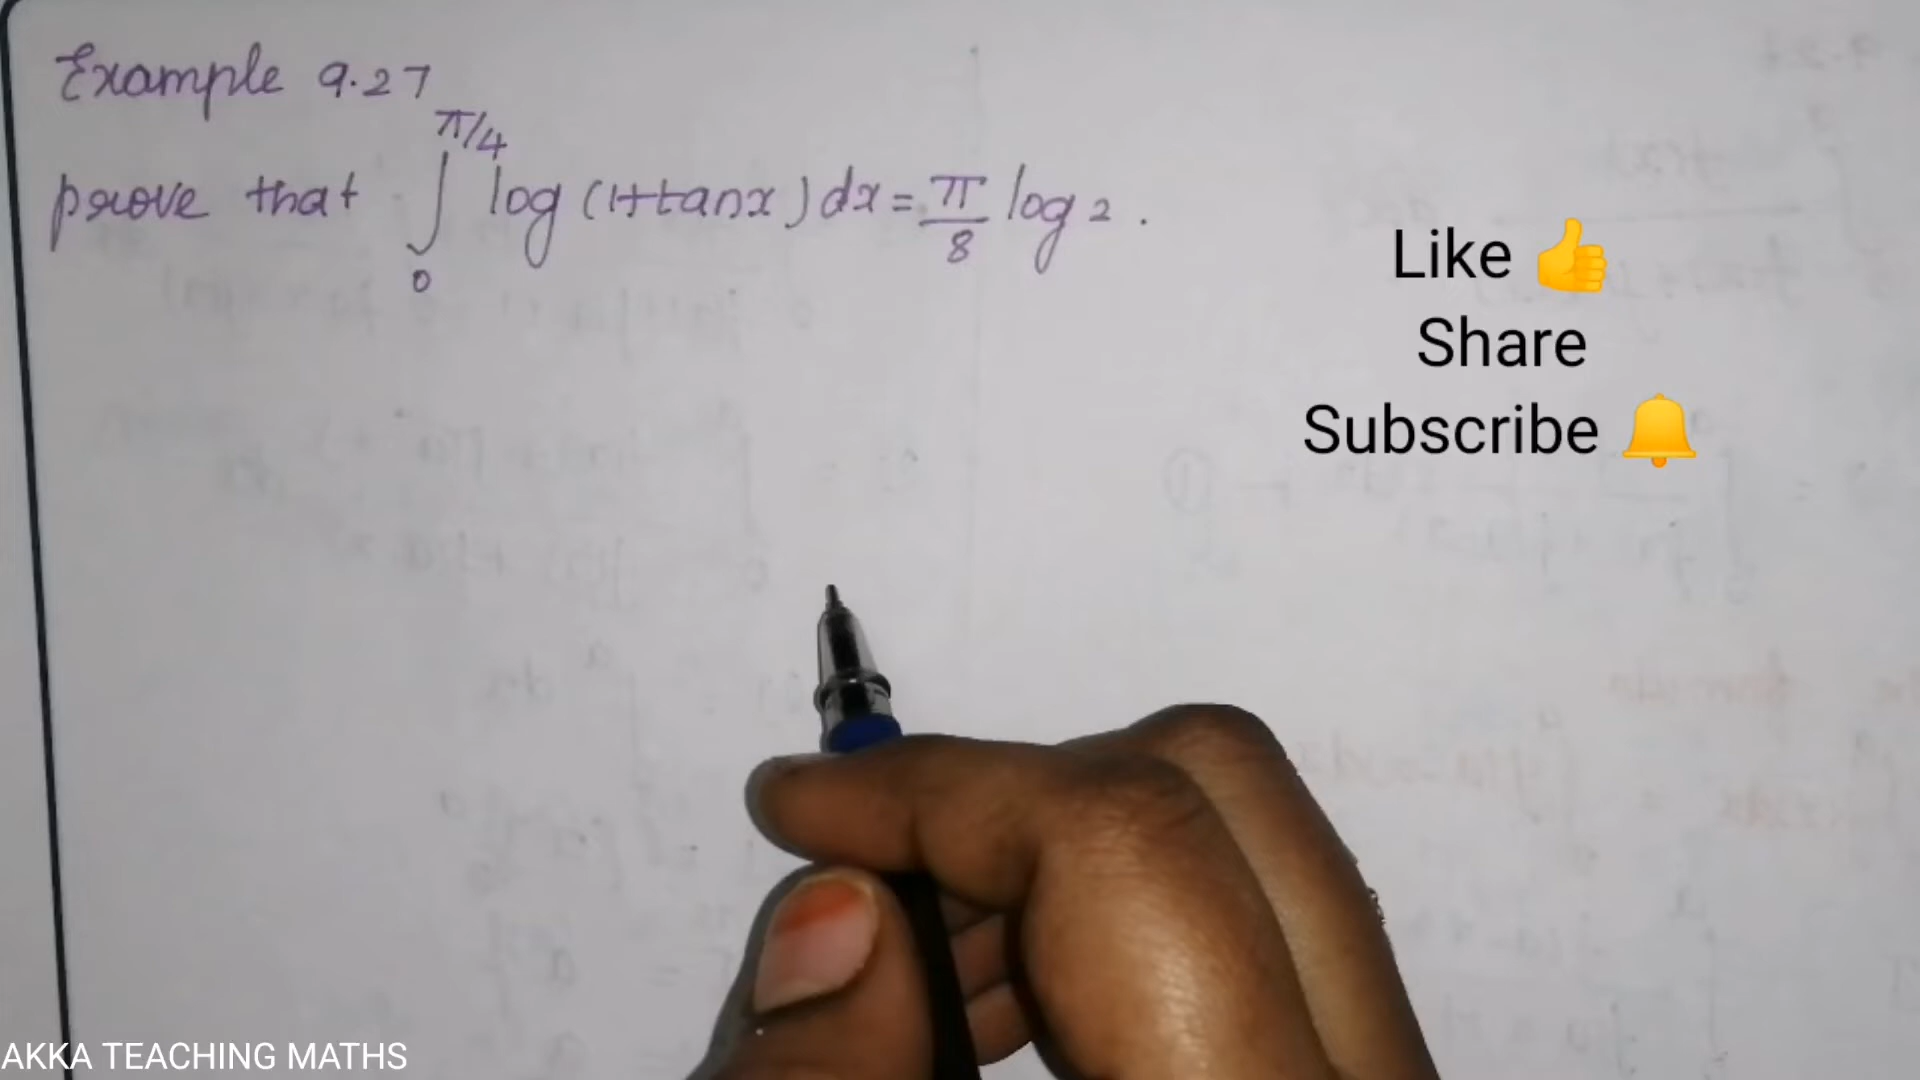 Example 9.27
prove that ∫₀^π/4 log (1+tanx) dx = π/8 log 2 .
Like 👍
Share
Subscribe 🔔
AKKA TEACHING MATHS